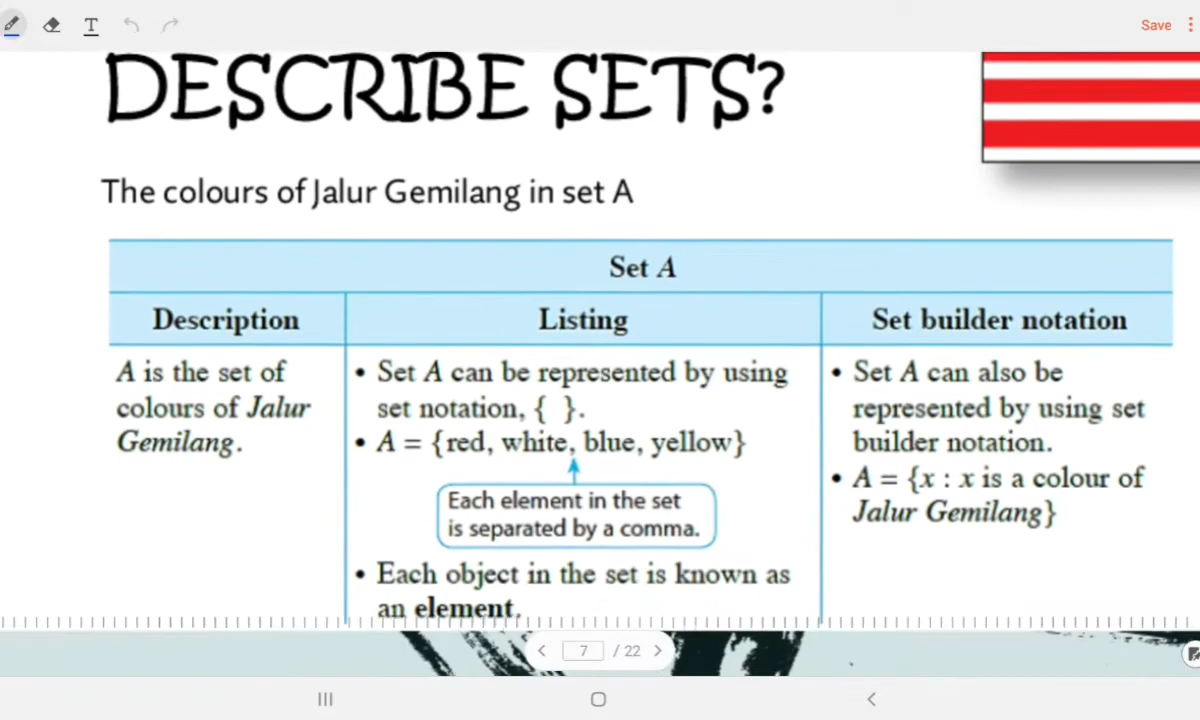 T
Save
DESCRIBE SETS?
The colours of Jalur Gemilang in set A
Set A
Description
Listing
Set builder notation
A is the set of
colours of Jalur
Gemilang.
• Set A can be represented by using
set notation, { }.
• A = {red, white, blue, yellow}
Each element in the set
is separated by a comma.
• Each object in the set is known as
an element.
• Set A can also be
represented by using set
builder notation.
• A = {x : x is a colour of
Jalur Gemilang}
7 / 22